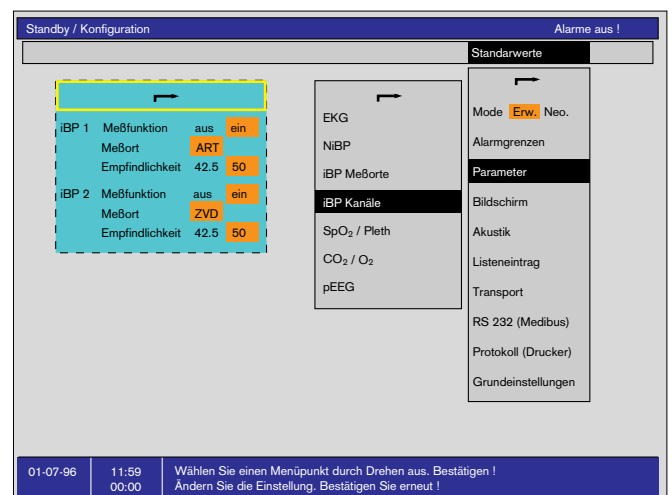 Standby / Konfiguration Alarme aus !
Standarwerte
iBP 1 Meßfunktion aus ein
Meßort ART
Empfindlichkeit 42.5 50
iBP 2 Meßfunktion aus ein
Meßort ZVD
Empfindlichkeit 42.5 50
EKG
NiBP
iBP Meßorte
iBP Kanäle
SpO₂ / Pleth
CO₂ / O₂
pEEG
Mode Erw. Neo.
Alarmgrenzen
Parameter
Bildschirm
Akustik
Listeneintrag
Transport
RS 232 (Medibus)
Protokoll (Drucker)
Grundeinstellungen
01-07-96 11:59 Wählen Sie einen Menüpunkt durch Drehen aus. Bestätigen !
00:00 Ändern Sie die Einstellung. Bestätigen Sie erneut !